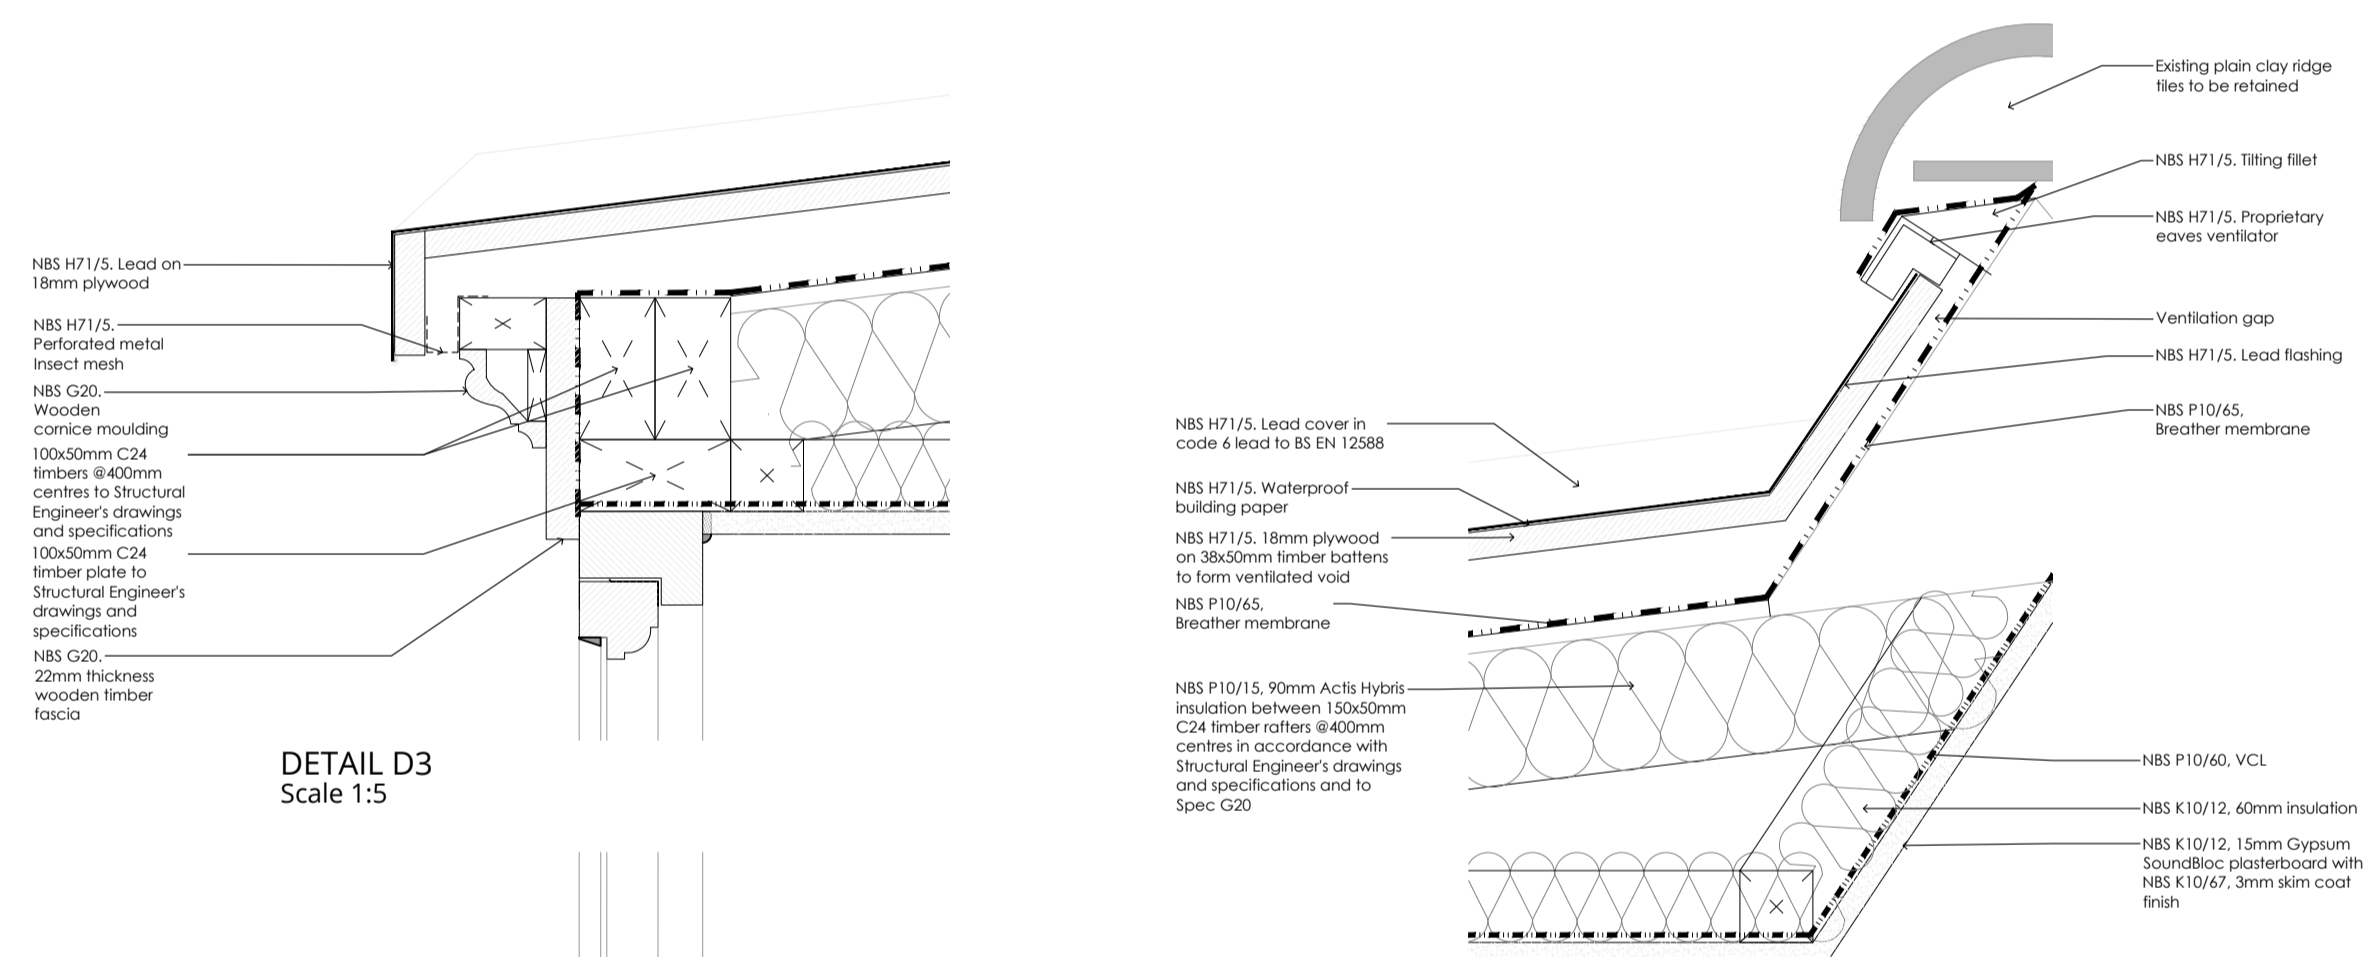 NBS H71/5. Lead on
18mm plywood
NBS H71/5.
Perforated metal
Insect mesh
NBS G20.
Wooden
cornice moulding
100x50mm C24
timbers @400mm
centres to Structural
Engineer's drawings
and specifications
100x50mm C24
timber plate to
Structural Engineer's
drawings and
specifications
NBS G20.
22mm thickness
wooden timber
fascia
DETAIL D3
Scale 1:5
NBS H71/5. Lead cover in
code 6 lead to BS EN 12588
NBS H71/5. Waterproof
building paper
NBS H71/5. 18mm plywood
on 38x50mm timber battens
to form ventilated void
NBS P10/65,
Breather membrane
NBS P10/15, 90mm Actis Hybris
insulation between 150x50mm
C24 timber rafters @400mm
centres in accordance with
Structural Engineer's drawings
and specifications and to
Spec G20
Existing plain clay ridge
tiles to be retained
NBS H71/5. Tilting fillet
NBS H71/5. Proprietary
eaves ventilator
Ventilation gap
NBS H71/5. Lead flashing
NBS P10/65,
Breather membrane
NBS P10/60, VCL
NBS K10/12, 60mm insulation
NBS K10/12, 15mm Gypsum
SoundBloc plasterboard with
NBS K10/67, 3mm skim coat
finish